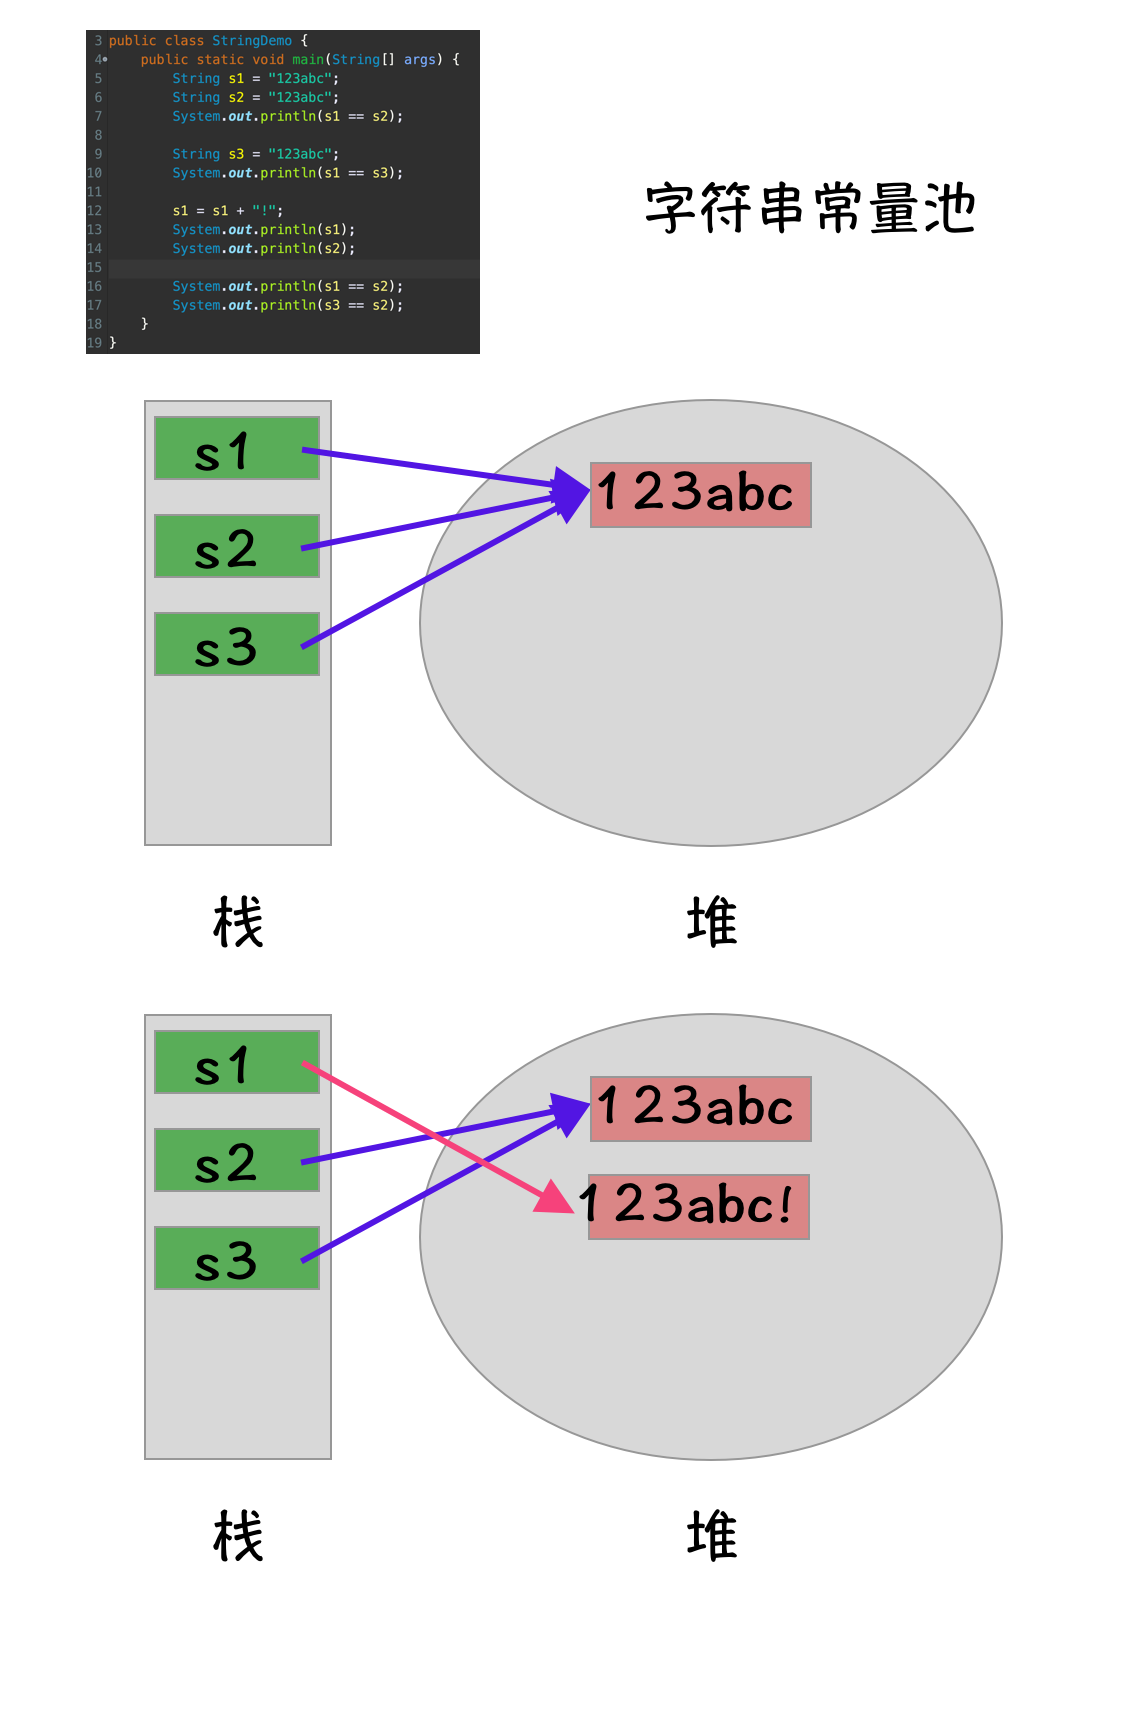 3 public class StringDemo {
4 public static void main(String[] args) {
5 String s1 = "123abc";
6 String s2 = "123abc";
7 System.out.println(s1 == s2);
8
9 String s3 = "123abc";
10 System.out.println(s1 == s3);
11
12 s1 = s1 + "!";
13 System.out.println(s1);
14 System.out.println(s2);
15
16 System.out.println(s1 == s2);
17 System.out.println(s3 == s2);
18 }
19 }
字符串常量池
s1
123abc
s2
s3
栈
堆
s1
123abc
s2
123abc!
s3
栈
堆